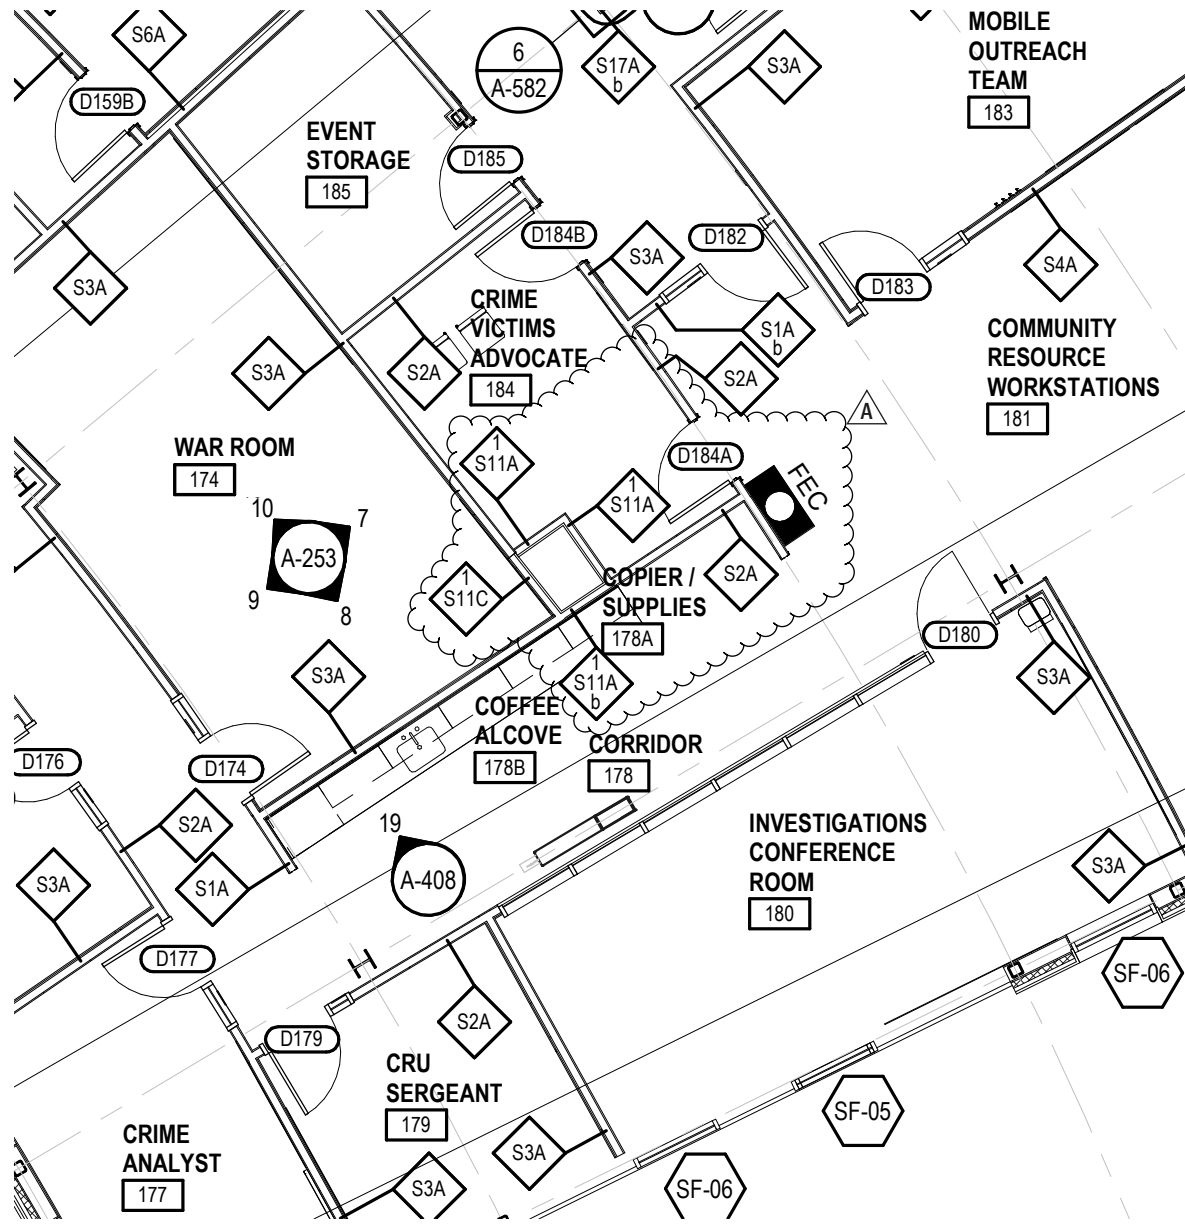 S6A
6
A-582
S17A
b
S3A
MOBILE
OUTREACH
TEAM
183
D159B
EVENT
STORAGE
185
D185
D184B
S3A
D182
S4A
S3A
D183
CRIME
VICTIMS
ADVOCATE
184
S1A
b
COMMUNITY
RESOURCE
WORKSTATIONS
181
S3A
S2A
S2A
A
WAR ROOM
174
1
S11A
D184A
FEC
1
S11A
10
7
A-253
9
8
1
S11C
COPIER /
SUPPLIES
178A
S2A
D180
S3A
1
S11A
b
S3A
COFFEE
ALCOVE
178B
CORRIDOR
178
D176
D174
S2A
19
A-408
INVESTIGATIONS
CONFERENCE
ROOM
180
S3A
S3A
S1A
D177
SF-06
S2A
D179
CRU
SERGEANT
179
SF-05
CRIME
ANALYST
177
S3A
S3A
SF-06